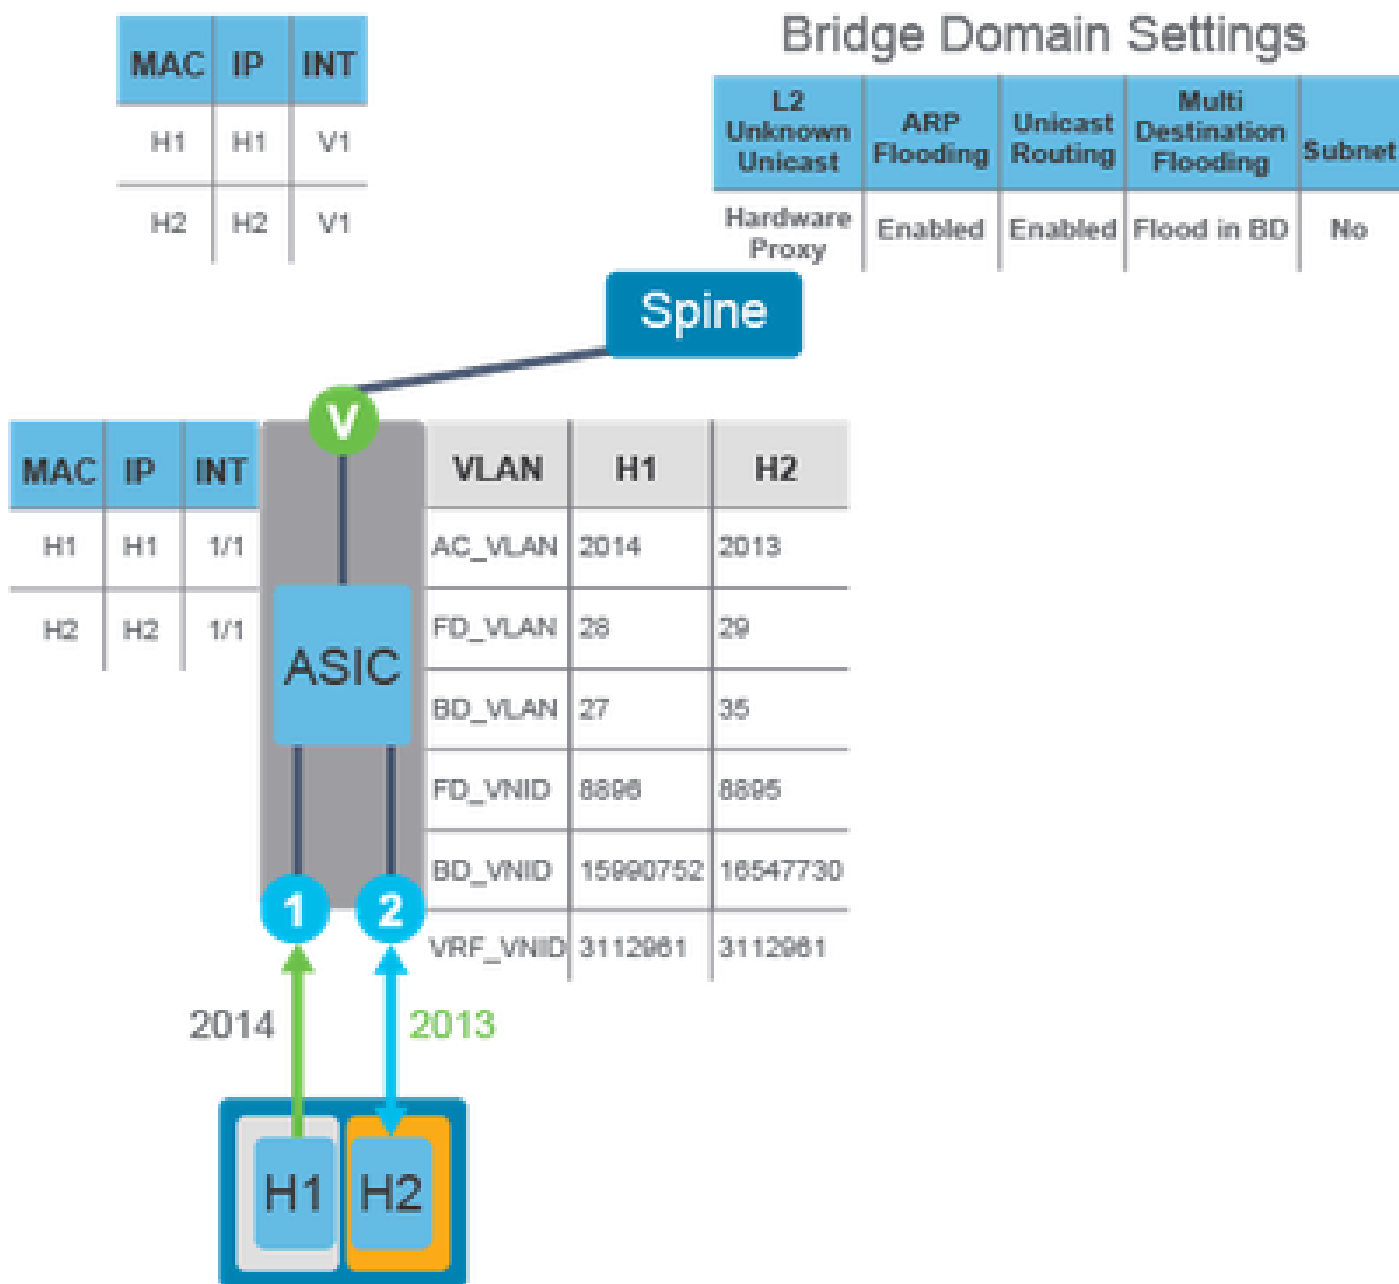 Bridge Domain Settings
MAC IP INT
H1 H1 V1
H2 H2 V1
L2 Unknown Unicast ARP Flooding Unicast Routing Multi Destination Flooding Subnet
Hardware Proxy Enabled Enabled Flood in BD No
Spine
V
MAC IP INT
H1 H1 1/1
H2 H2 1/1
ASIC
VLAN H1 H2
AC_VLAN 2014 2013
FD_VLAN 28 29
BD_VLAN 27 35
FD_VNID 8896 8895
BD_VNID 15990752 16547730
VRF_VNID 3112961 3112961
1 2
2014 2013
H1 H2